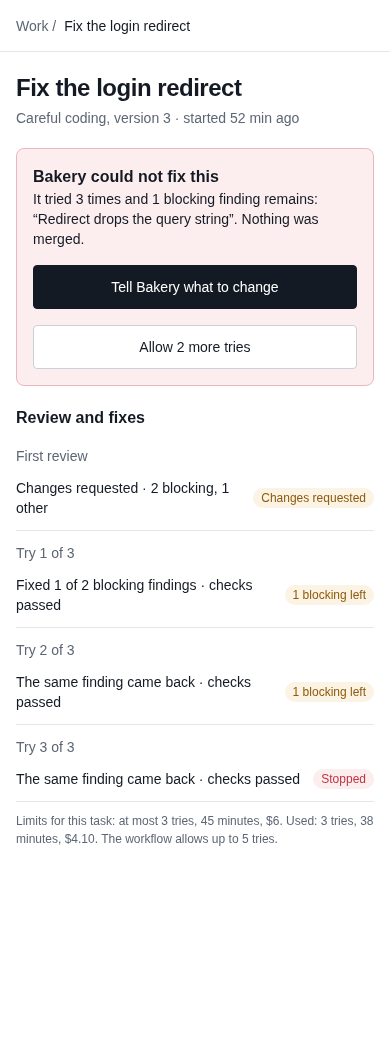 Work / Fix the login redirect
Fix the login redirect
Careful coding, version 3 · started 52 min ago
Bakery could not fix this
It tried 3 times and 1 blocking finding remains:
“Redirect drops the query string”. Nothing was
merged.
Tell Bakery what to change
Allow 2 more tries
Review and fixes
First review
Changes requested · 2 blocking, 1
other
Changes requested
Try 1 of 3
Fixed 1 of 2 blocking findings · checks
passed
1 blocking left
Try 2 of 3
The same finding came back · checks
passed
1 blocking left
Try 3 of 3
The same finding came back · checks passed
Stopped
Limits for this task: at most 3 tries, 45 minutes, $6. Used: 3 tries, 38
minutes, $4.10. The workflow allows up to 5 tries.